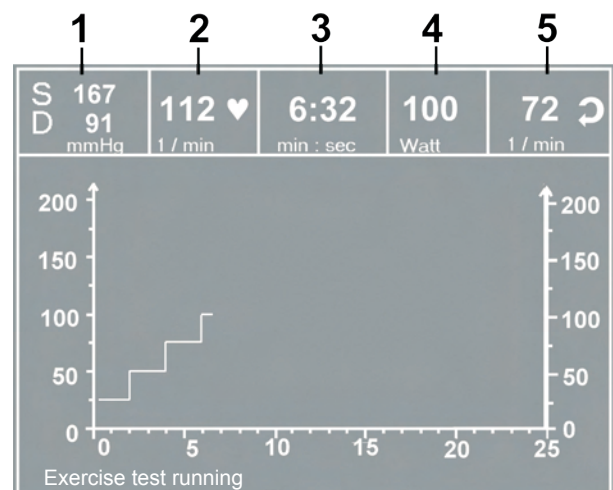 1 2 3 4 5
S 167 112 ♥ 6:32 100 72
D 91
mmHg 1 / min min : sec Watt 1 / min
200 200
150 150
100 100
50 50
0 0
0 5 10 15 20 25
Exercise test running